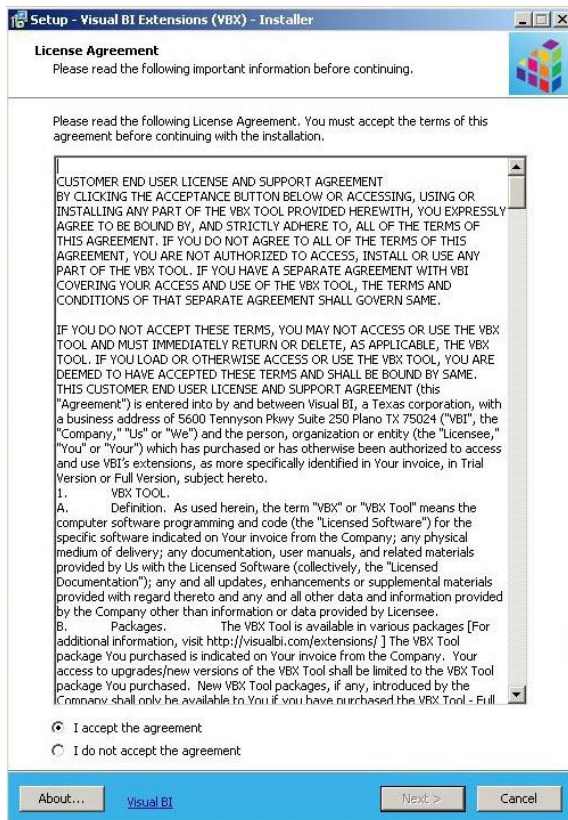 Setup - Visual BI Extensions (VBX) - Installer
License Agreement
Please read the following important information before continuing.
Please read the following License Agreement. You must accept the terms of this
agreement before continuing with the installation.
CUSTOMER END USER LICENSE AND SUPPORT AGREEMENT
BY CLICKING THE ACCEPTANCE BUTTON BELOW OR ACCESSING, USING OR
INSTALLING ANY PART OF THE VBX TOOL PROVIDED HEREWITH, YOU EXPRESSLY
AGREE TO BE BOUND BY, AND STRICTLY ADHERE TO, ALL OF THE TERMS OF
THIS AGREEMENT. IF YOU DO NOT AGREE TO ALL OF THE TERMS OF THIS
AGREEMENT, YOU ARE NOT AUTHORIZED TO ACCESS, INSTALL OR USE ANY
PART OF THE VBX TOOL. IF YOU HAVE A SEPARATE AGREEMENT WITH VBI
COVERING YOUR ACCESS AND USE OF THE VBX TOOL, THE TERMS AND
CONDITIONS OF THAT SEPARATE AGREEMENT SHALL GOVERN SAME.
IF YOU DO NOT ACCEPT THESE TERMS, YOU MAY NOT ACCESS OR USE THE VBX
TOOL AND MUST IMMEDIATELY RETURN OR DELETE, AS APPLICABLE, THE VBX
TOOL. IF YOU LOAD OR OTHERWISE ACCESS OR USE THE VBX TOOL, YOU ARE
DEEMED TO HAVE ACCEPTED THESE TERMS AND SHALL BE BOUND BY SAME.
THIS CUSTOMER END USER LICENSE AND SUPPORT AGREEMENT (this
"Agreement") is entered into by and between Visual BI, a Texas corporation, with
a business address of 5600 Tennyson Pkwy Suite 250 Plano TX 75024 ("VBI", the
"Company," "Us" or "We") and the person, organization or entity (the "Licensee,"
"You" or "Your") which has purchased or has otherwise been authorized to access
and use VBI's extensions, as more specifically identified in Your invoice, in Trial
Version or Full Version, subject hereto.
1. VBX TOOL.
A. Definition. As used herein, the term "VBX" or "VBX Tool" means the
computer software programming and code (the "Licensed Software") for the
specific software indicated on Your invoice from the Company; any physical
medium of delivery; any documentation, user manuals, and related materials
provided by Us with the Licensed Software (collectively, the "Licensed
Documentation"); any and all updates, enhancements or supplemental materials
provided with regard thereto and any and all other data and information provided
by the Company other than information or data provided by Licensee.
B. Packages. The VBX Tool is available in various packages [For
additional information, visit http://visualbi.com/extensions/ ] The VBX Tool
package You purchased is indicated on Your invoice from the Company. Your
access to upgrades/new versions of the VBX Tool shall be limited to the VBX Tool
package You purchased. New VBX Tool packages, if any, introduced by the
Company shall only be available to You if you have purchased the VBX Tool - Full
I accept the agreement
I do not accept the agreement
About... Visual BI Next > Cancel